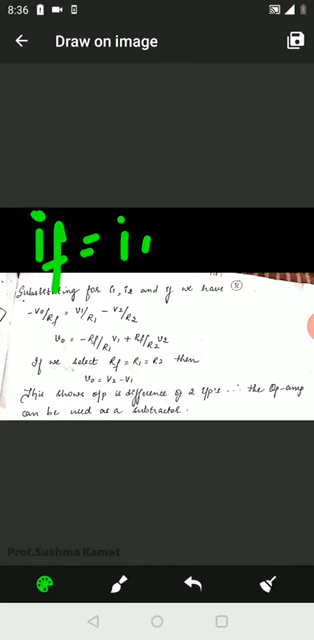 8:36
Draw on image
if = i1
Substituting for i1, i2 and if we have
-V0/Rf = V1/R1 - V2/R2
V0 = -Rf/R1 V1 + Rf/R2 V2
If we select Rf = R1 = R2 then
V0 = V2 - V1
This shows o/p is difference of 2 i/p's ∴ the Op-amp
can be used as a subtractor.
Prof.Sushma Kamat